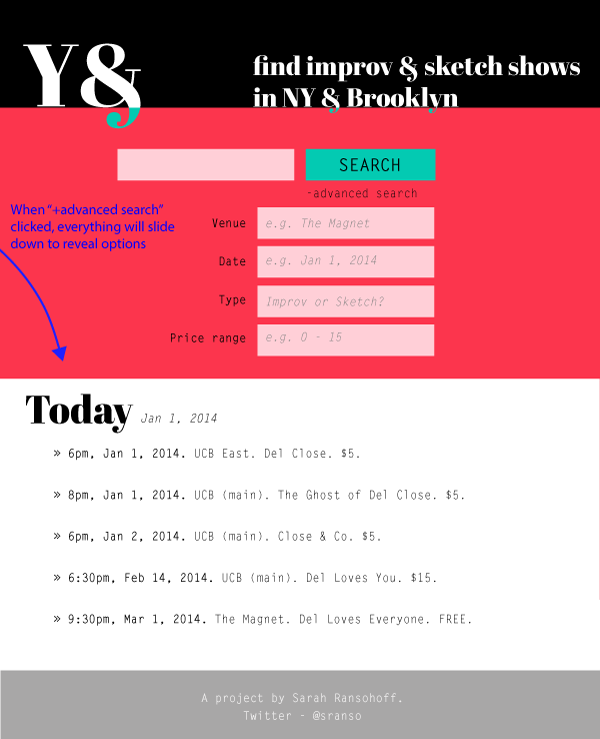 Y&
find improv & sketch shows
in NY & Brooklyn
SEARCH
-advanced search
When "+advanced search"
clicked, everything will slide
down to reveal options
Venue e.g. The Magnet
Date e.g. Jan 1, 2014
Type Improv or Sketch?
Price range e.g. 0 - 15
Today Jan 1, 2014
» 6pm, Jan 1, 2014. UCB East. Del Close. $5.
» 8pm, Jan 1, 2014. UCB (main). The Ghost of Del Close. $5.
» 6pm, Jan 2, 2014. UCB (main). Close & Co. $5.
» 6:30pm, Feb 14, 2014. UCB (main). Del Loves You. $15.
» 9:30pm, Mar 1, 2014. The Magnet. Del Loves Everyone. FREE.
A project by Sarah Ransohoff.
Twitter - @sranso